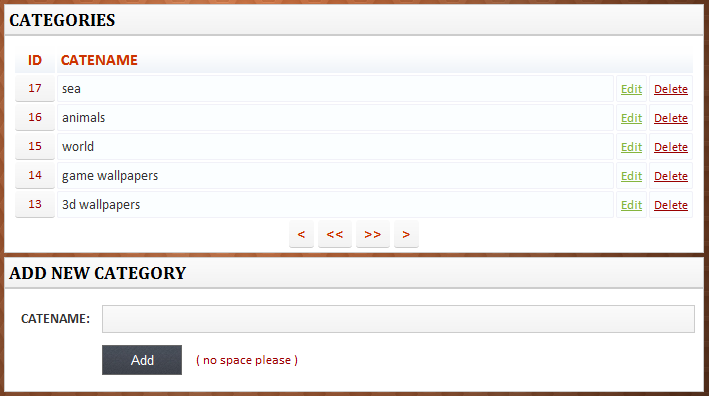 CATEGORIES
ID CATENAME
17 sea Edit Delete
16 animals Edit Delete
15 world Edit Delete
14 game wallpapers Edit Delete
13 3d wallpapers Edit Delete
< << >> >
ADD NEW CATEGORY
CATENAME:
Add ( no space please )